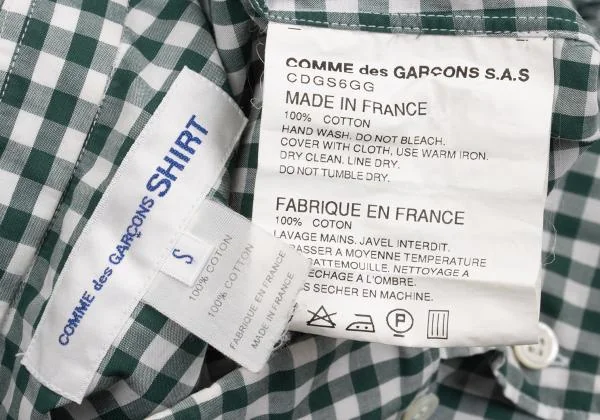 COMME des GARÇONS SHIRT
S
100% COTON
100% COTTON
FABRIQUE EN FRANCE
MADE IN FRANCE
COMME des GARÇONS S.A.S
CDGS6GG
MADE IN FRANCE
100% COTTON
HAND WASH. DO NOT BLEACH.
COVER WITH CLOTH, USE WARM IRON.
DRY CLEAN. LINE DRY.
DO NOT TUMBLE DRY.
FABRIQUE EN FRANCE
100% COTON
LAVAGE MAINS. JAVEL INTERDIT.
A MOYENNE TEMPERATURE
NETTOYAGE A
A L'OMBRE.
SECHER EN MACHINE.
P